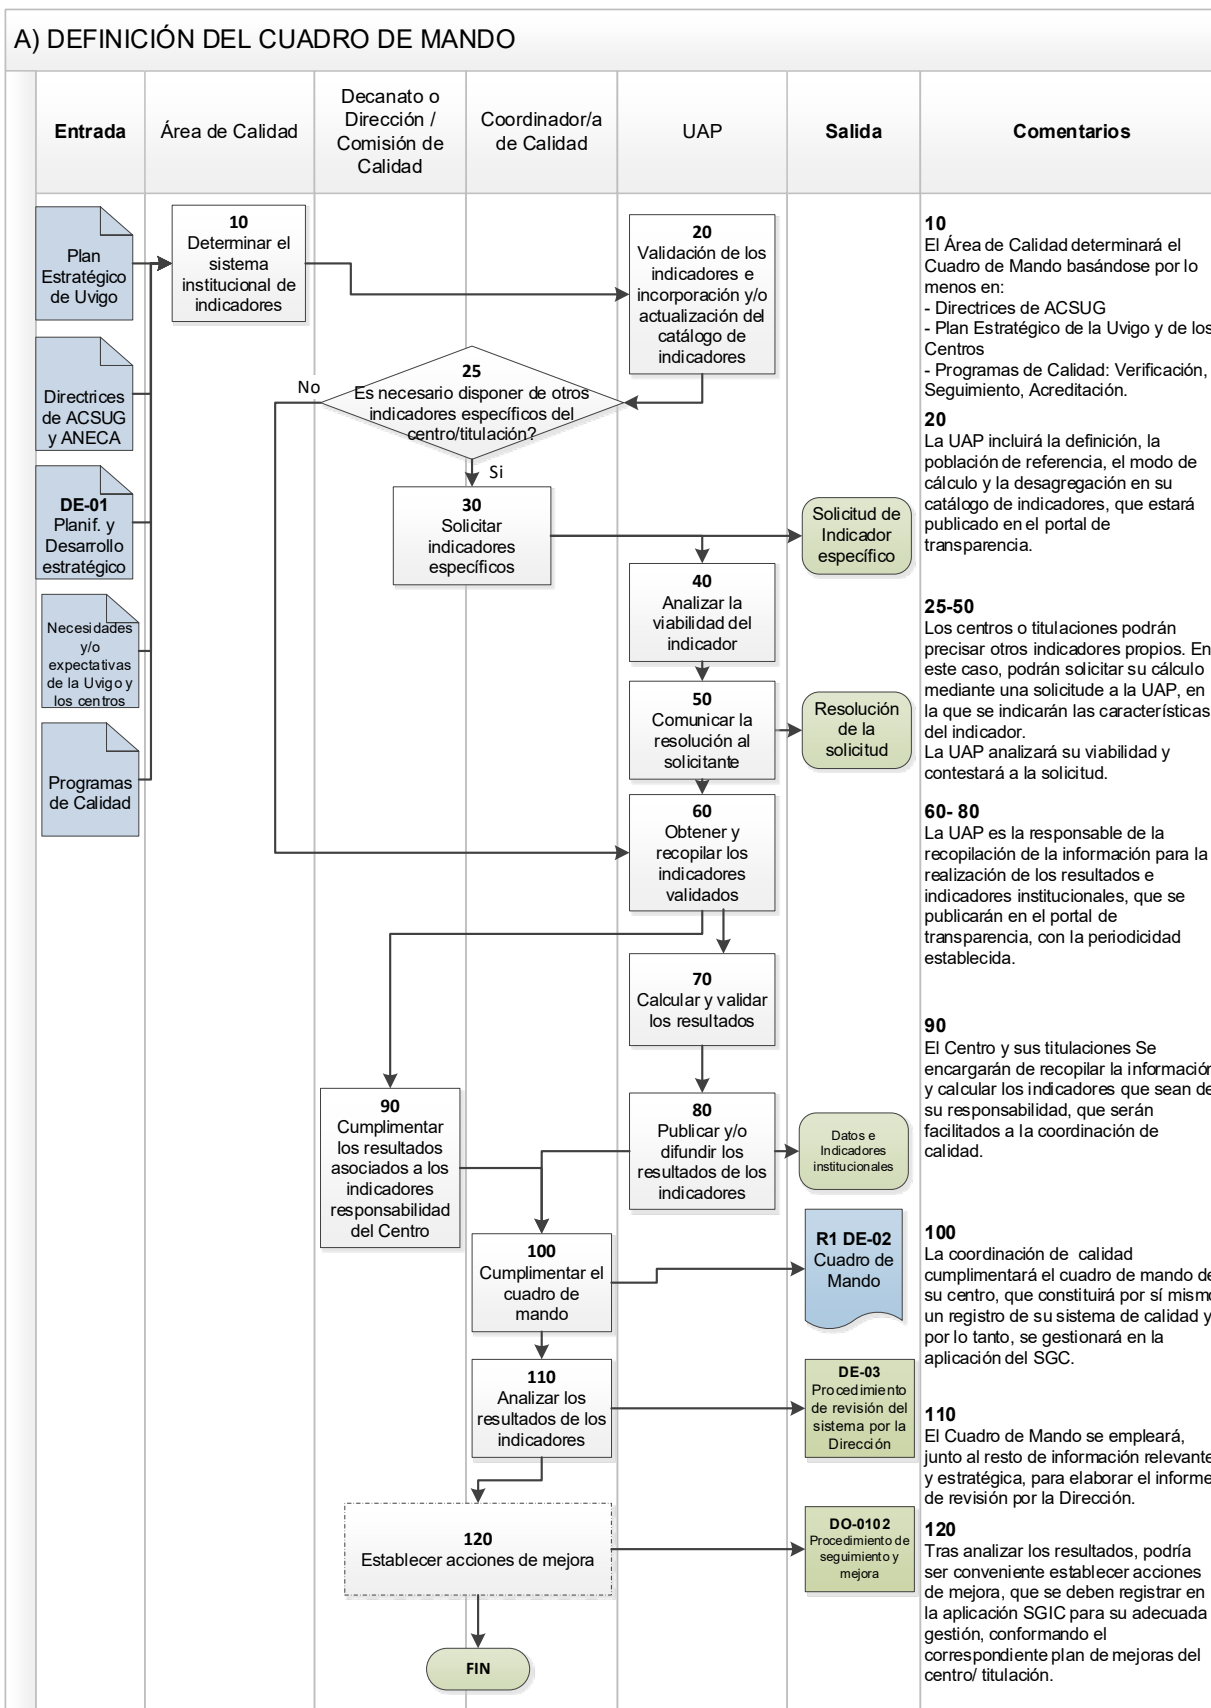 A) DEFINICIÓN DEL CUADRO DE MANDO
Entrada
Área de Calidad
Decanato o
Dirección /
Comisión de
Calidad
Coordinador/a
de Calidad
UAP
Salida
Comentarios
Plan
Estratégico
de Uvigo
Directrices
de ACSUG
y ANECA
DE-01
Planif. y
Desarrollo
estratégico
Necesidades
y/o
expectativas
de la Uvigo y
los centros
Programas
de Calidad
10
Determinar el
sistema
institucional de
indicadores
20
Validación de los
indicadores e
incorporación y/o
actualización del
catálogo de
indicadores
25
Es necesario disponer de otros
indicadores específicos del
centro/titulación?
No
Si
30
Solicitar
indicadores
específicos
Solicitud de
Indicador
específico
40
Analizar la
viabilidad del
indicador
50
Comunicar la
resolución al
solicitante
Resolución
de la
solicitud
60
Obtener y
recopilar los
indicadores
validados
70
Calcular y validar
los resultados
80
Publicar y/o
difundir los
resultados de los
indicadores
Datos e
Indicadores
institucionales
90
Cumplimentar
los resultados
asociados a los
indicadores
responsabilidad
del Centro
100
Cumplimentar el
cuadro de
mando
R1 DE-02
Cuadro de
Mando
110
Analizar los
resultados de los
indicadores
DE-03
Procedimiento
de revisión del
sistema por la
Dirección
120
Establecer acciones de mejora
DO-0102
Procedimiento de
seguimiento y
mejora
FIN
10
El Área de Calidad determinará el
Cuadro de Mando basándose por lo
menos en:
- Directrices de ACSUG
- Plan Estratégico de la Uvigo y de los
Centros
- Programas de Calidad: Verificación,
Seguimiento, Acreditación.
20
La UAP incluirá la definición, la
población de referencia, el modo de
cálculo y la desagregación en su
catálogo de indicadores, que estará
publicado en el portal de
transparencia.
25-50
Los centros o titulaciones podrán
precisar otros indicadores propios. En
este caso, podrán solicitar su cálculo
mediante una solicitude a la UAP, en
la que se indicarán las características
del indicador.
La UAP analizará su viabilidad y
contestará a la solicitud.
60- 80
La UAP es la responsable de la
recopilación de la información para la
realización de los resultados e
indicadores institucionales, que se
publicarán en el portal de
transparencia, con la periodicidad
establecida.
90
El Centro y sus titulaciones Se
encargarán de recopilar la información
y calcular los indicadores que sean de
su responsabilidad, que serán
facilitados a la coordinación de
calidad.
100
La coordinación de calidad
cumplimentará el cuadro de mando de
su centro, que constituirá por sí mismo
un registro de su sistema de calidad y
por lo tanto, se gestionará en la
aplicación del SGC.
110
El Cuadro de Mando se empleará,
junto al resto de información relevante
y estratégica, para elaborar el informe
de revisión por la Dirección.
120
Tras analizar los resultados, podría
ser conveniente establecer acciones
de mejora, que se deben registrar en
la aplicación SGIC para su adecuada
gestión, conformando el
correspondiente plan de mejoras del
centro/ titulación.